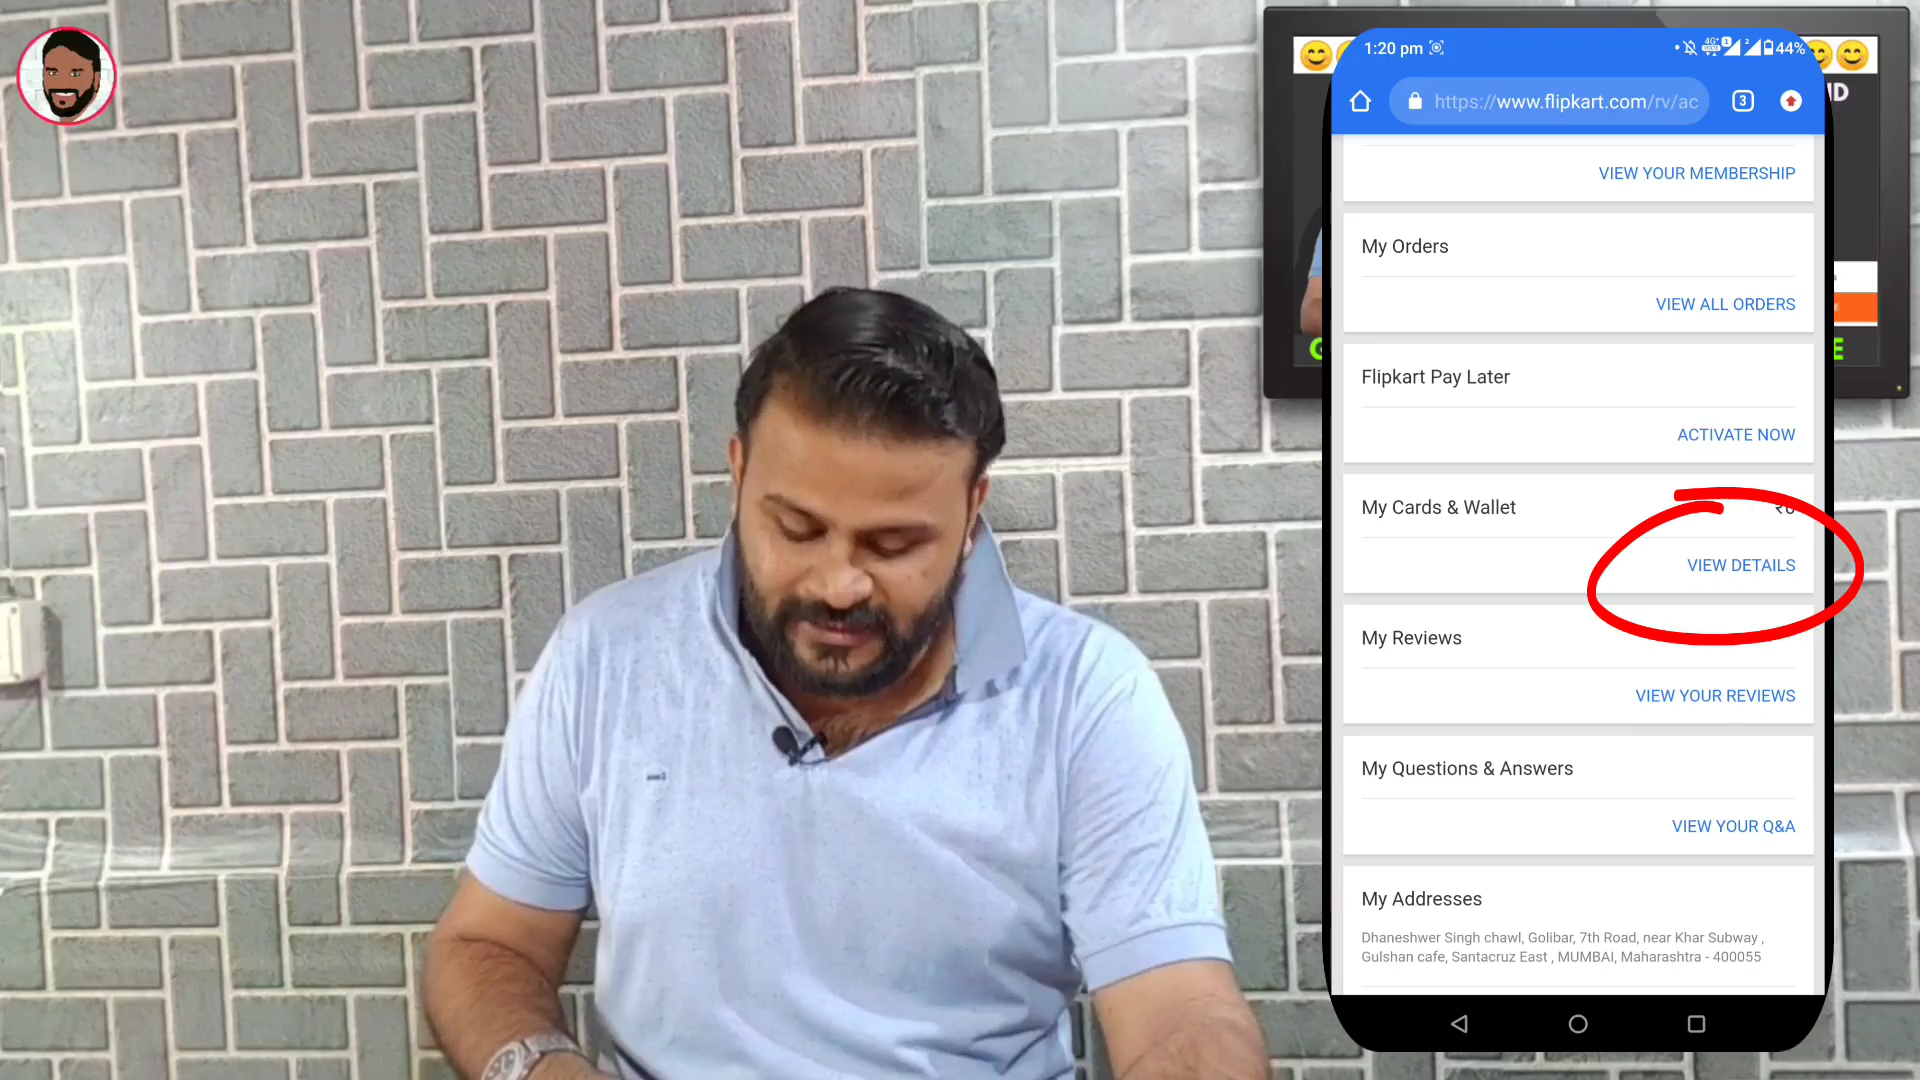 1:20 pm
44%
https://www.flipkart.com/rv/ac
3
VIEW YOUR MEMBERSHIP
My Orders
VIEW ALL ORDERS
Flipkart Pay Later
ACTIVATE NOW
My Cards & Wallet
VIEW DETAILS
My Reviews
VIEW YOUR REVIEWS
My Questions & Answers
VIEW YOUR Q&A
My Addresses
Dhaneshwer Singh chawl, Golibar, 7th Road, near Khar Subway ,
Gulshan cafe, Santacruz East , MUMBAI, Maharashtra - 400055